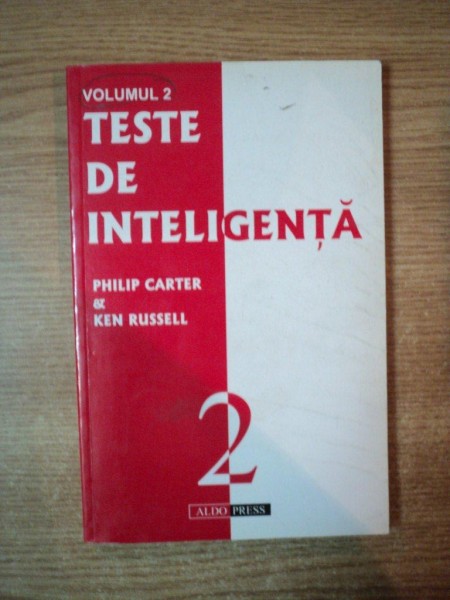 VOLUMUL 2
TESTE
DE
INTELIGENȚĂ
PHILIP CARTER
&
KEN RUSSELL
2
ALDO PRESS